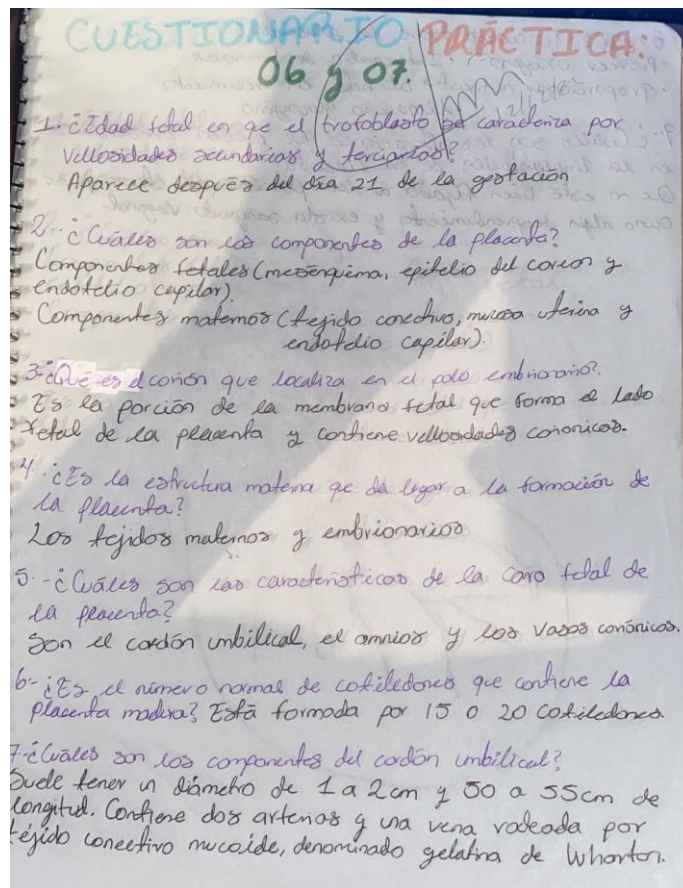 CUESTIONARIO PRÁCTICA:
06 y 07.
1.- ¿Edad fetal en qe el trofoblasto se caracteriza por
vellosidades secundarias y terciarias?
Aparece después del día 21 de la gestación
2.- ¿Cuáles son los componentes de la placenta?
Componentes fetales (mesénquima, epitelio del corion y
endotelio capilar).
Componentes maternos (tejido conectivo, mucosa uterina y
endotelio capilar).
3-¿Qué es el corión que localiza en el polo embrionario?.
Es la porción de la membrana fetal que forma el lado
fetal de la placenta y contiene vellosidades coriónicas.
4.-¿Es la estructura materna que da lugar a la formación de
la placenta?
Los tejidos maternos y embrionarios
5.-¿Cuáles son las características de la cara fetal de
la placenta?
Son el cordón umbilical, el amnios y los vasos coriónicos.
6-¿Es el número normal de cotiledones que contiene la
placenta madura? Está formada por 15 o 20 cotiledones.
7-¿Cuáles son los componentes del cordón umbilical?
Suele tener un diámetro de 1 a 2cm y 50 a 55cm de
longitud. Contiene dos arterias y una vena rodeada por
tejido conectivo mucoide, denominado gelatina de Wharton.